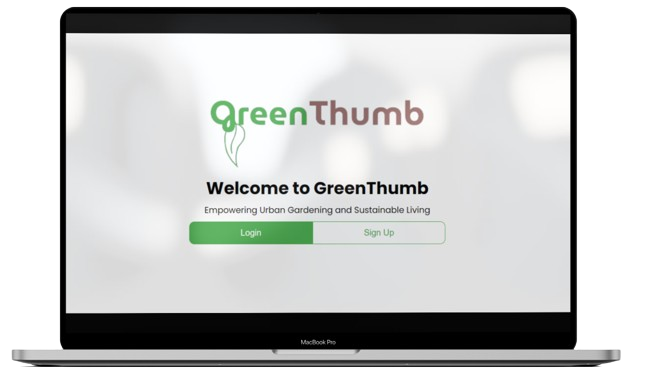 greenThumb
Welcome to GreenThumb
Empowering Urban Gardening and Sustainable Living
Login Sign Up
MacBook Pro